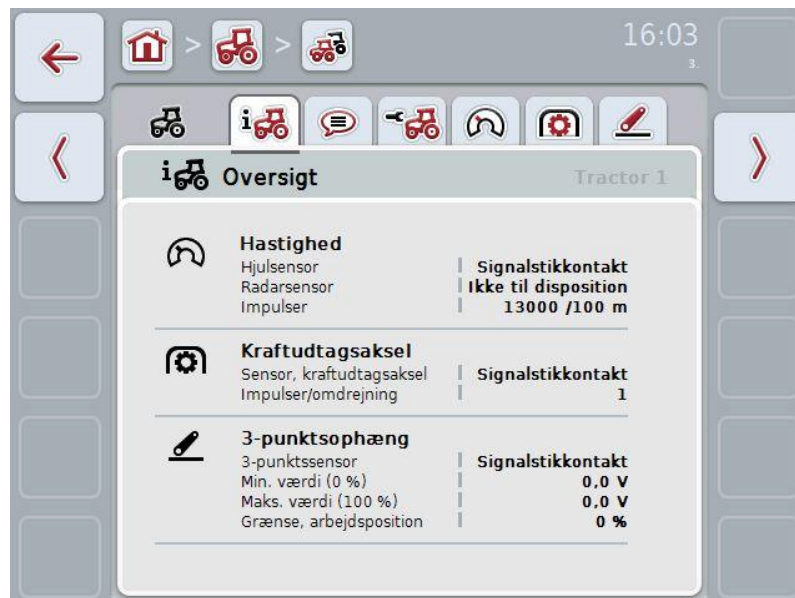 > >
16:03
3.
i
i Oversigt Tractor 1
Hastighed
Hjulsensor Signalstikkontakt
Radarsensor Ikke til disposition
Impulser 13000 /100 m
Kraftudtagsaksel
Sensor, kraftudtagsaksel Signalstikkontakt
Impulser/omdrejning 1
3-punktsophæng
3-punktssensor Signalstikkontakt
Min. værdi (0 %) 0,0 V
Maks. værdi (100 %) 0,0 V
Grænse, arbejdsposition 0 %